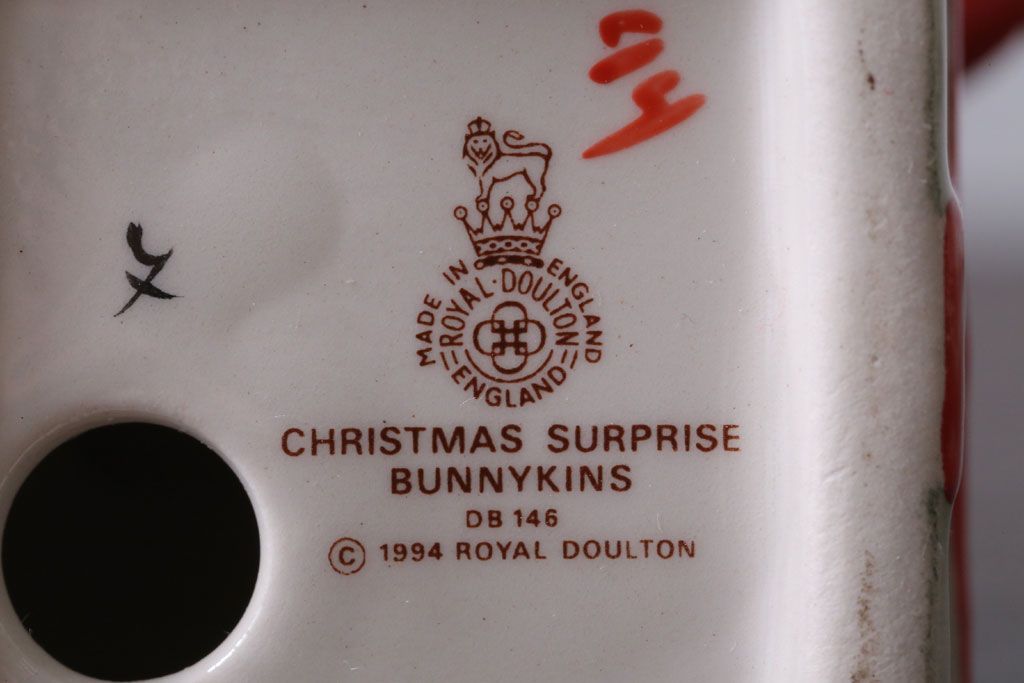 MADE IN ENGLAND
ROYAL·DOULTON
ENGLAND
CHRISTMAS SURPRISE
BUNNYKINS
DB 146
© 1994 ROYAL DOULTON